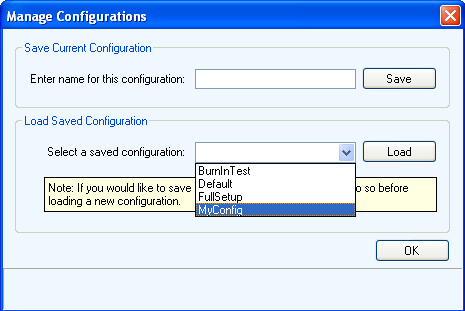 Manage Configurations
Save Current Configuration
Enter name for this configuration:
Save
Load Saved Configuration
Select a saved configuration:
Load
BurnInTest
Default
FullSetup
MyConfig
Note: If you would like to save o so before
loading a new configuration.
OK